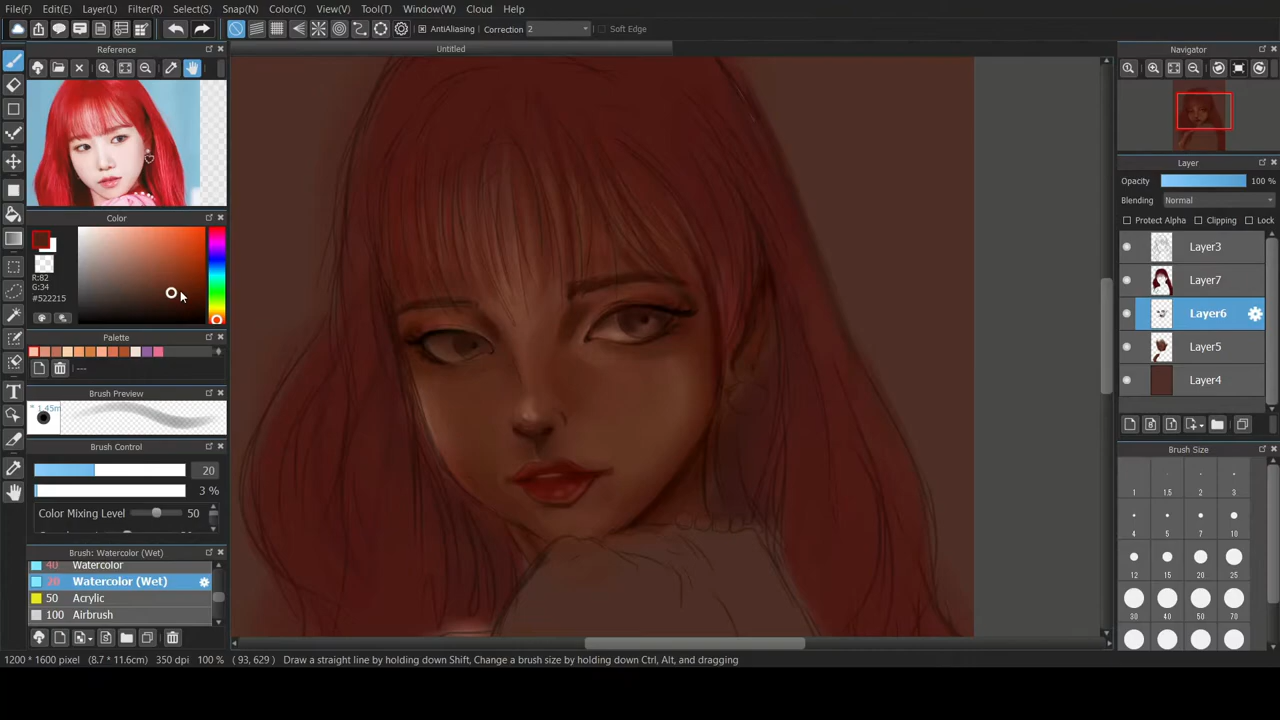 File(F) Edit(E) Layer(L) Filter(R) Select(S) Snap(N) Color(C) View(V) Tool(T) Window(W) Cloud Help
AntiAliasing Correction 2 Soft Edge
Reference
Untitled
Navigator
Color
R:82
G:34
#522215
Palette
---
Brush Preview
1.45m
Brush Control
20
3 %
Color Mixing Level 50
Brush: Watercolor (Wet)
40 Watercolor
20 Watercolor (Wet)
50 Acrylic
100 Airbrush
Layer
Opacity 100 %
Blending Normal
Protect Alpha Clipping Lock
Layer3
Layer7
Layer6
Layer5
Layer4
Brush Size
1 1.5 2 3
4 5 7 10
12 15 20 25
30 40 50 70
1200 * 1600 pixel (8.7 * 11.6cm) 350 dpi 100 % ( 93, 629 ) Draw a straight line by holding down Shift, Change a brush size by holding down Ctrl, Alt, and dragging